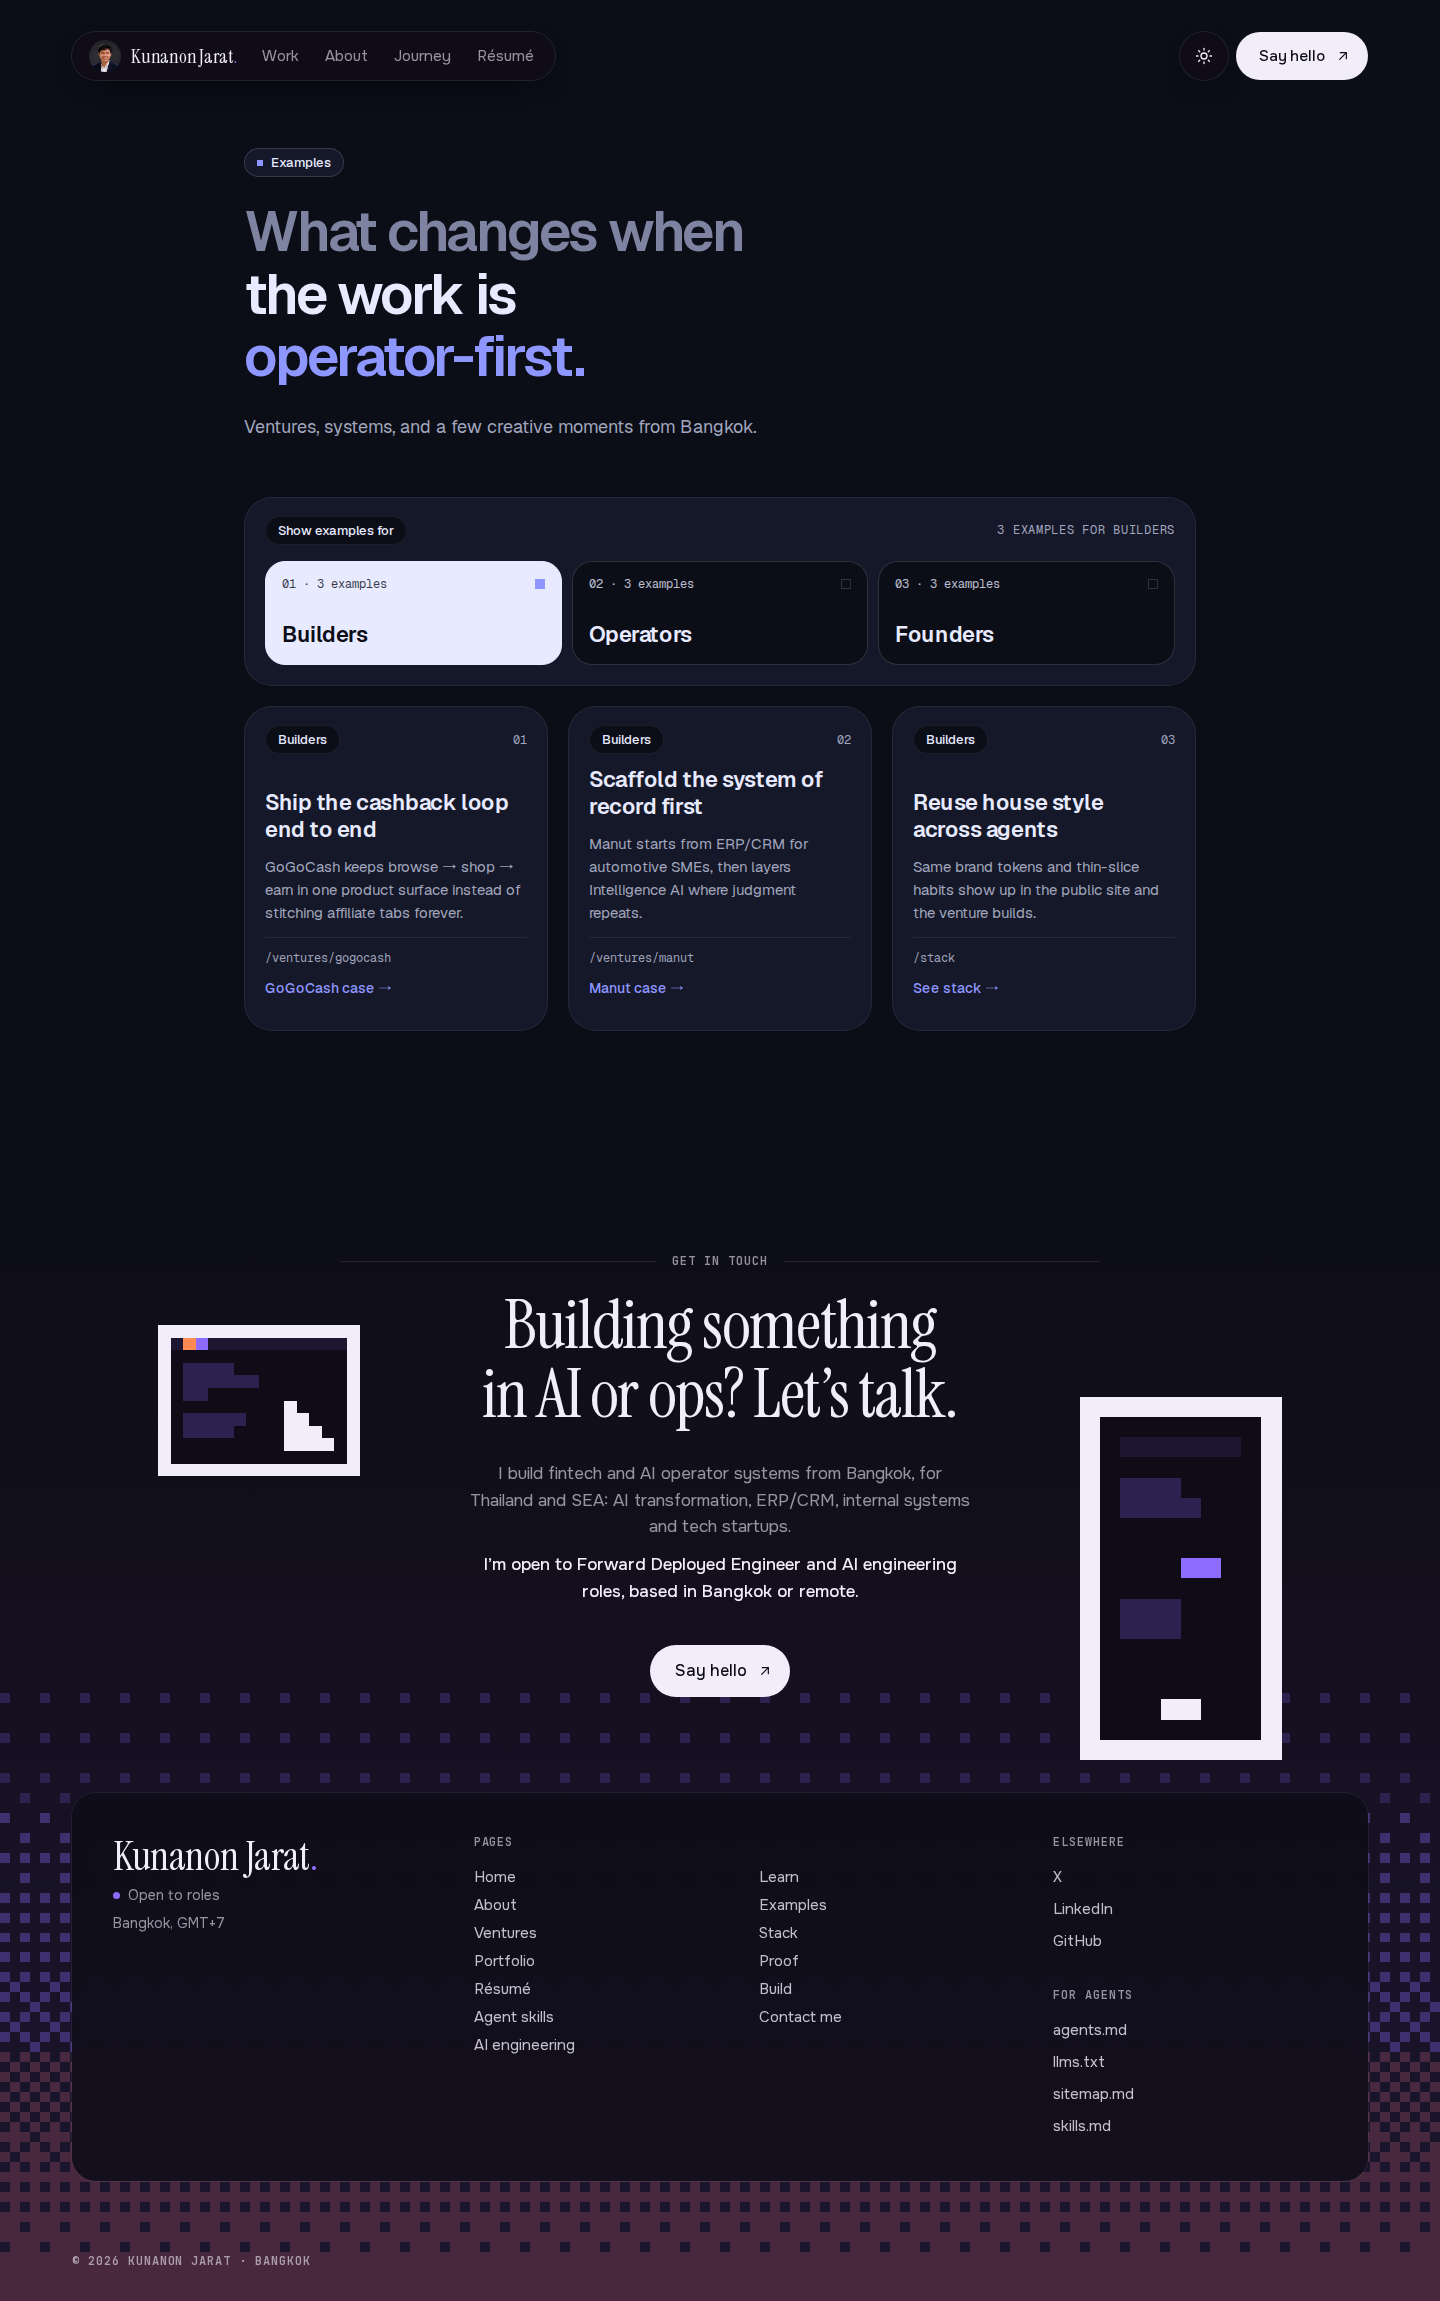 Kunanon Jarat.
Work
About
Journey
Résumé
Say hello
Examples
What changes when
the work is
operator-first.
Ventures, systems, and a few creative moments from Bangkok.
Show examples for
3 EXAMPLES FOR BUILDERS
01 · 3 examples
Builders
02 · 3 examples
Operators
03 · 3 examples
Founders
Builders
01
Ship the cashback loop
end to end
GoGoCash keeps browse → shop →
earn in one product surface instead of
stitching affiliate tabs forever.
/ventures/gogocash
GoGoCash case →
Builders
02
Scaffold the system of
record first
Manut starts from ERP/CRM for
automotive SMEs, then layers
Intelligence AI where judgment
repeats.
/ventures/manut
Manut case →
Builders
03
Reuse house style
across agents
Same brand tokens and thin-slice
habits show up in the public site and
the venture builds.
/stack
See stack →
GET IN TOUCH
Building something
in AI or ops? Let’s talk.
I build fintech and AI operator systems from Bangkok, for
Thailand and SEA: AI transformation, ERP/CRM, internal systems
and tech startups.
I’m open to Forward Deployed Engineer and AI engineering
roles, based in Bangkok or remote.
Say hello
Kunanon Jarat.
Open to roles
Bangkok, GMT+7
PAGES
Home
About
Ventures
Portfolio
Résumé
Agent skills
AI engineering
Learn
Examples
Stack
Proof
Build
Contact me
ELSEWHERE
X
LinkedIn
GitHub
FOR AGENTS
agents.md
llms.txt
sitemap.md
skills.md
© 2026 KUNANON JARAT · BANGKOK